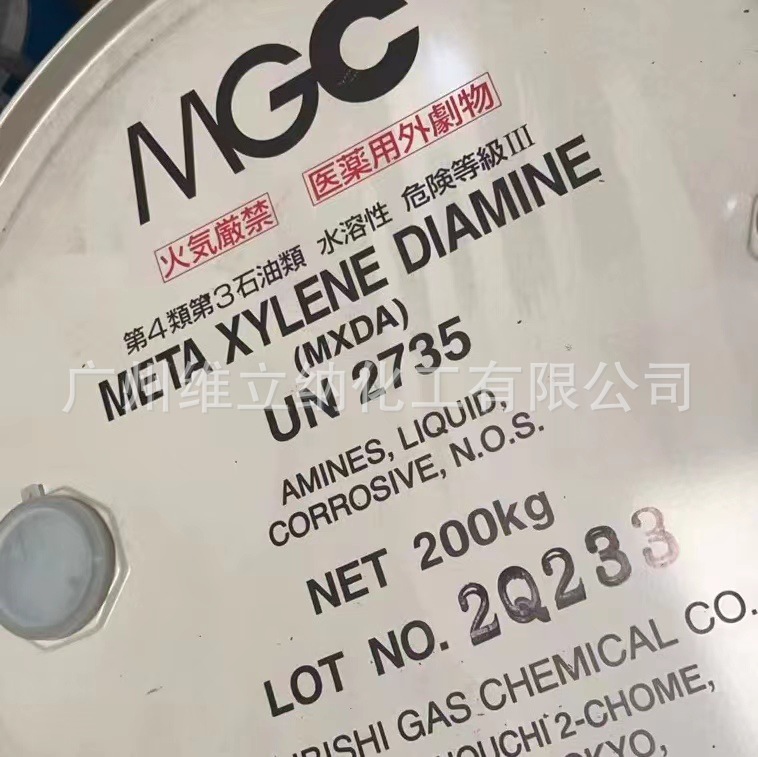 MGC
医薬用外劇物
火気厳禁
第4類第3石油類 水溶性 危険等級III
META XYLENE DIAMINE
(MXDA)
UN 2735
广州维立纳化工有限公司
AMINES, LIQUID,
CORROSIVE, N.O.S.
NET 200kg
LOT NO. 2Q233
UBISHI GAS CHEMICAL CO.
NOUCHI 2-CHOME,
OKYO,